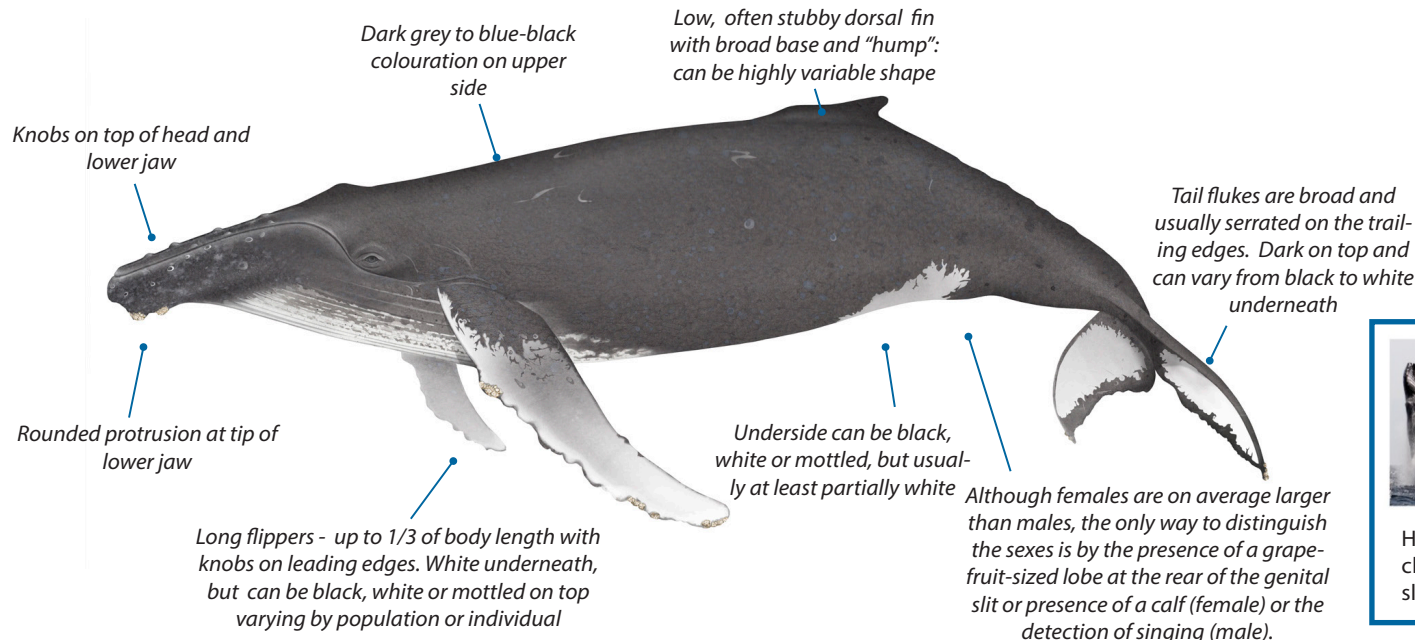 Dark grey to blue-black
colouration on upper
side
Low, often stubby dorsal fin
with broad base and “hump”:
can be highly variable shape
Knobs on top of head and
lower jaw
Tail flukes are broad and
usually serrated on the trail-
ing edges. Dark on top and
can vary from black to white
underneath
Rounded protrusion at tip of
lower jaw
Long flippers - up to 1/3 of body length with
knobs on leading edges. White underneath,
but can be black, white or mottled on top
varying by population or individual
Underside can be black,
white or mottled, but usual-
ly at least partially white
Although females are on average larger
than males, the only way to distinguish
the sexes is by the presence of a grape-
fruit-sized lobe at the rear of the genital
slit or presence of a calf (female) or the
detection of singing (male).